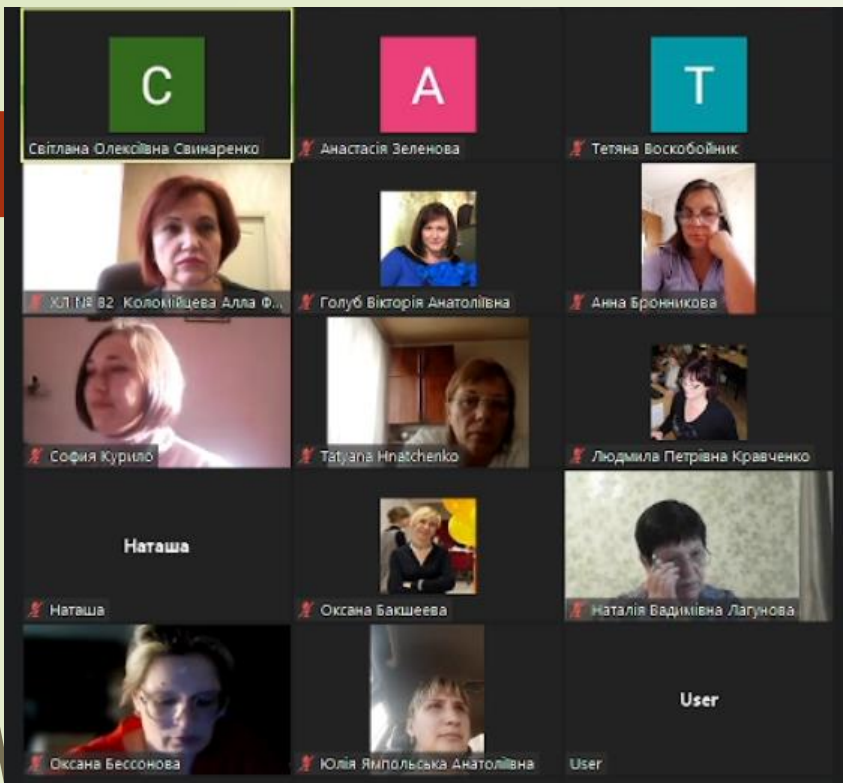 С
А
Т
Світлана Олексіївна Свинаренко
Анастасія Зеленова
Тетяна Воскобойник
ХЛ № 82 Коломійцева Алла Ф...
Голуб Вікторія Анатоліївна
Анна Бронникова
София Курило
Tatyana Hnatchenko
Людмила Петрівна Кравченко
Наташа
Наташа
Оксана Бакшеева
Наталія Вадимівна Лагунова
User
Оксана Бессонова
Юлія Ямпольська Анатоліївна
User